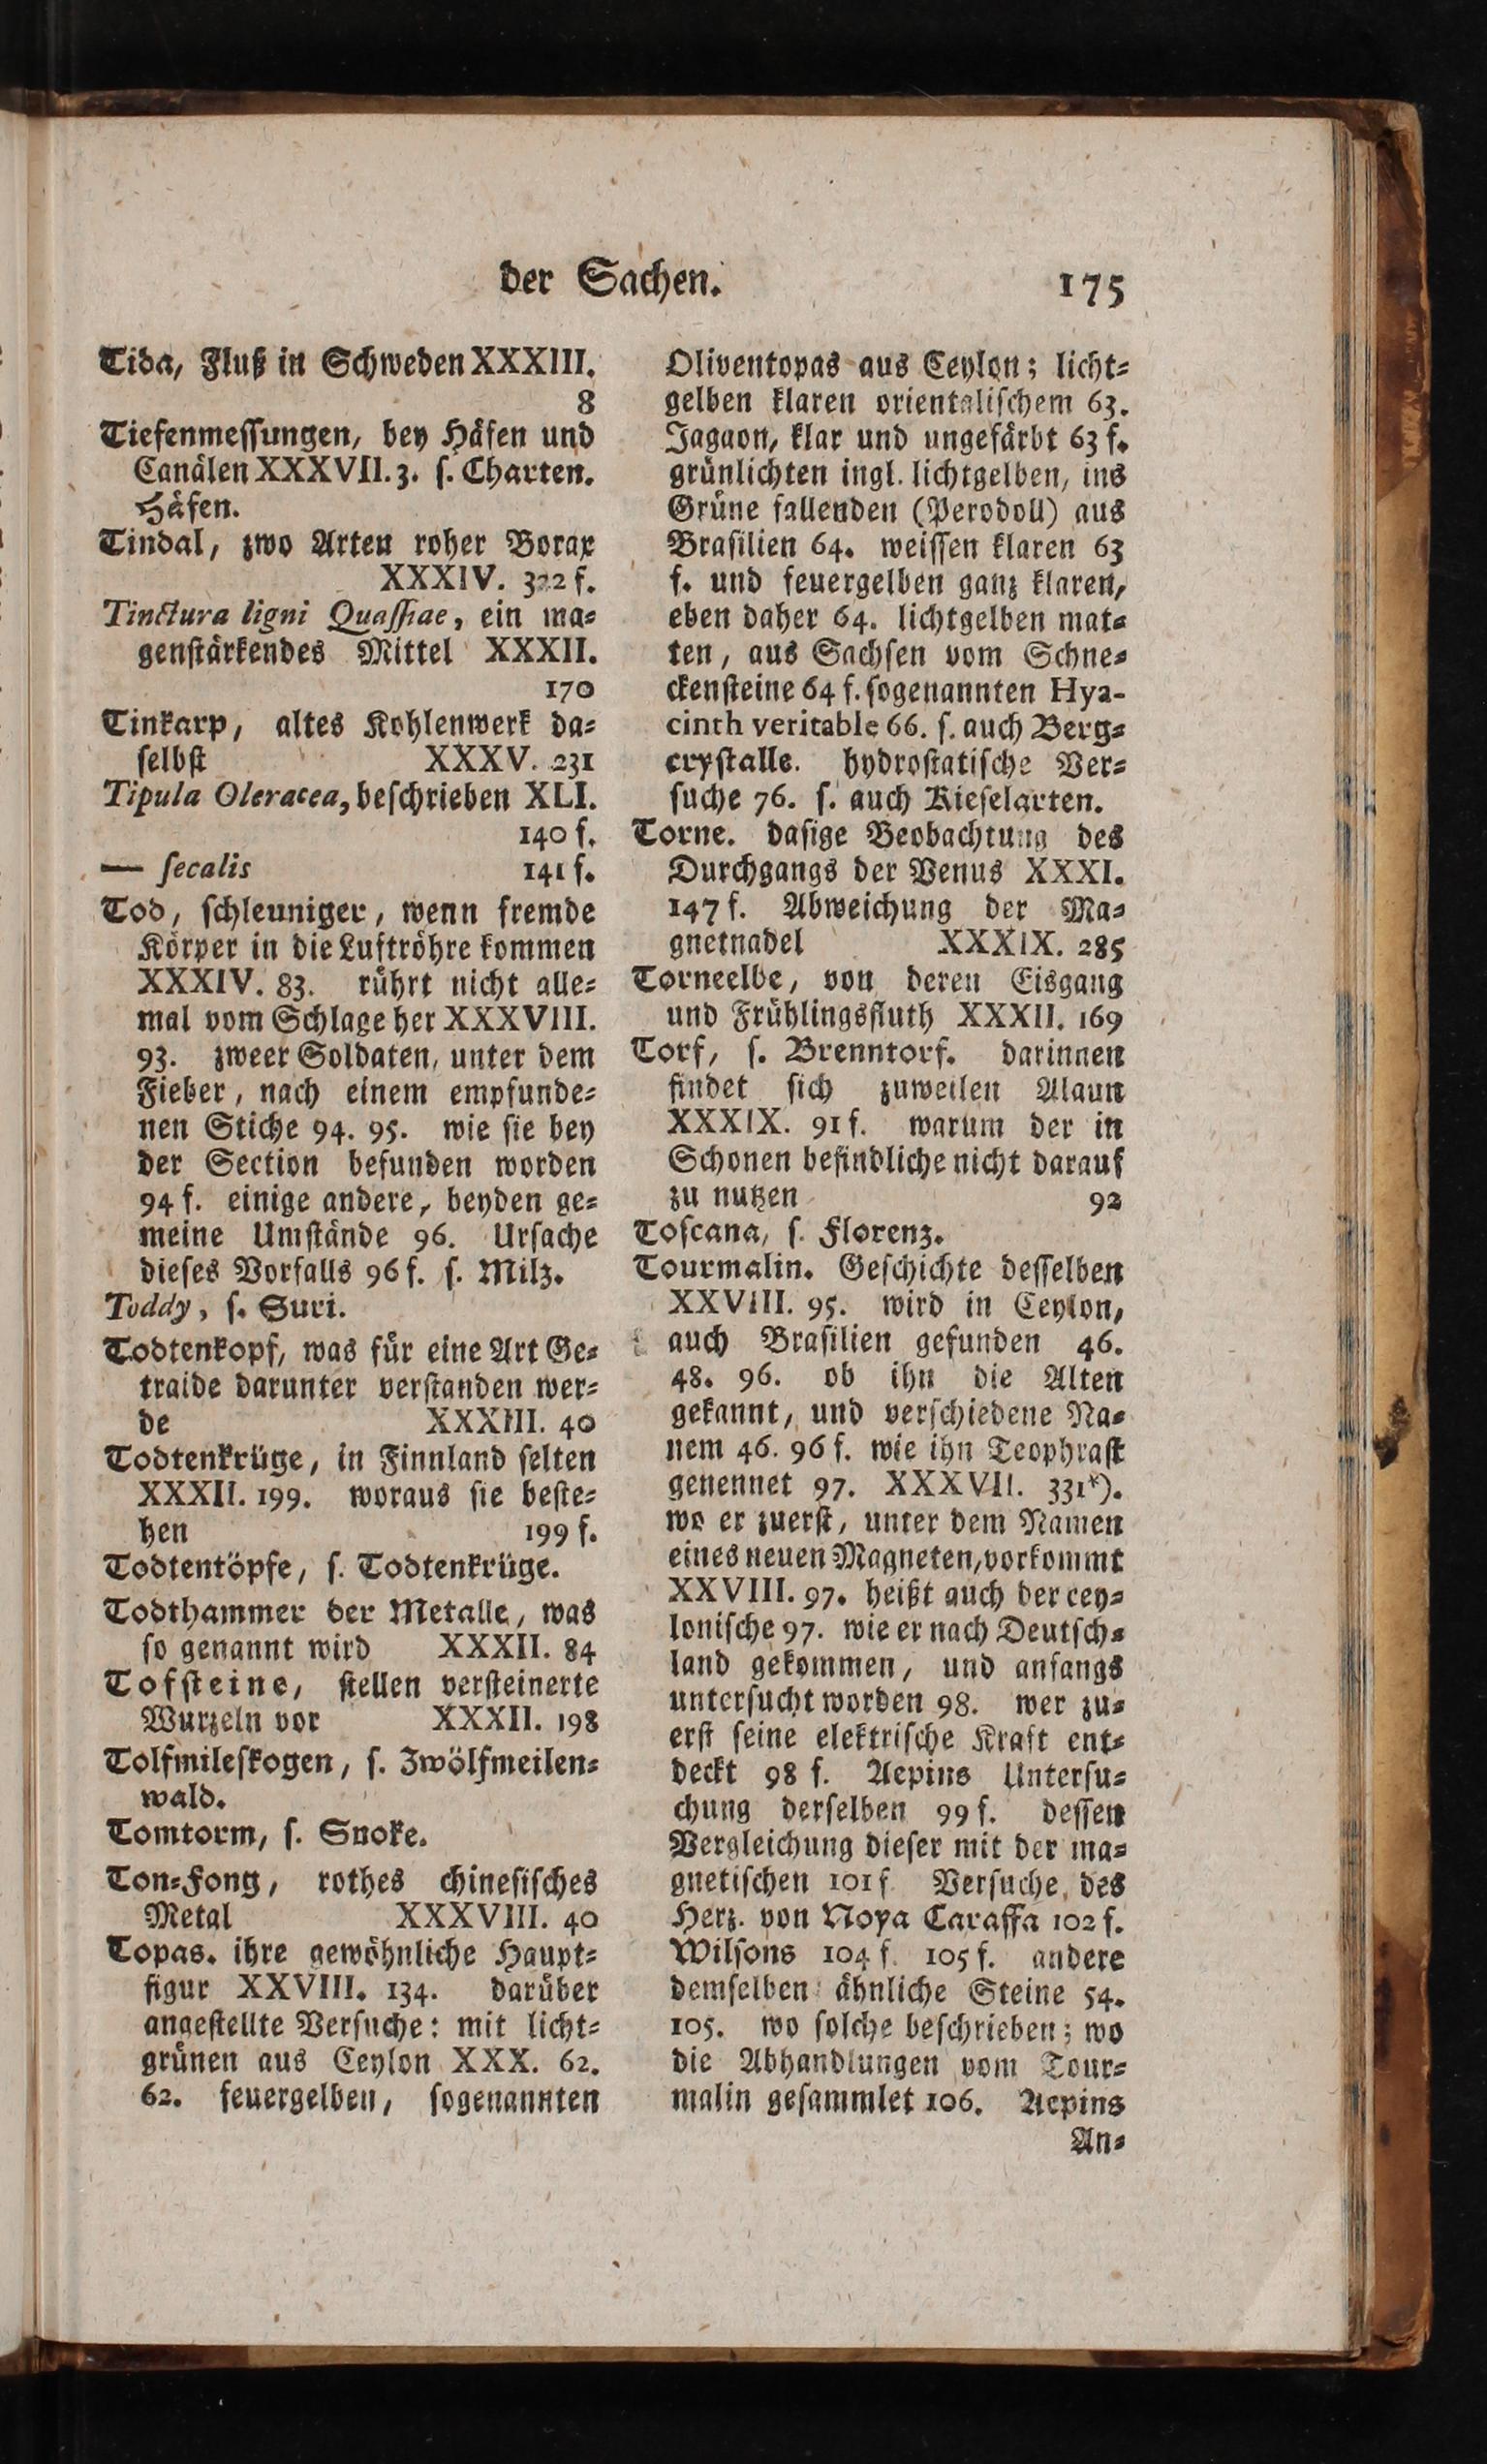 der Sachen. 175
Tida, Fluß in Schweden XXXIII.
8
Tiefenmeſſungen, bey Häfen und
Canälen XXXVII. 3. ſ. Charten.
Häfen.
Tindal, zwo Arten roher Borax
XXXIV. 322 f.
Tinctura ligni Quaſſiae, ein ma⸗
genſtärkendes Mittel XXXII.
170
Tinkarp, altes Kohlenwerk da⸗
ſelbſt XXXV. 231
Tipula Oleracea, beſchrieben XLI.
140 f.
— ſecalis 141 f.
Tod, ſchleuniger, wenn fremde
Körper in die Luftröhre kommen
XXXIV. 83. rührt nicht alle⸗
mal vom Schlage her XXXVIII.
93. zweer Soldaten, unter dem
Fieber, nach einem empfunde⸗
nen Stiche 94. 95. wie ſie bey
der Section befunden worden
94 f. einige andere, beyden ge⸗
meine Umſtände 96. Urſache
dieſes Vorfalls 96 f. ſ. Milz.
Toddy, ſ. Suri.
Todtenkopf, was für eine Art Ge⸗
traide darunter verſtanden wer⸗
de XXXIII. 40
Todtenkrüge, in Finnland ſelten
XXXII. 199. woraus ſie beſte⸗
hen 199 f.
Todtentöpfe, ſ. Todtenkrüge.
Todthammer der Metalle, was
ſo genannt wird XXXII. 84
Tofſteine, ſtellen verſteinerte
Wurzeln vor XXXII. 198
Tolfmileſkogen, ſ. Zwölfmeilen⸗
wald.
Tomtorm, ſ. Snoke.
Ton⸗Fong, rothes chineſiſches
Metal XXXVIII. 40
Topas. ihre gewöhnliche Haupt⸗
figur XXVIII. 134. darüber
angeſtellte Verſuche: mit licht⸗
grünen aus Ceylon XXX. 62.
62. feuergelben, ſogenannten
Oliventopas aus Ceylon; licht⸗
gelben klaren orientaliſchem 63.
Jagaon, klar und ungefärbt 63 f.
grünlichten ingl. lichtgelben, ins
Grüne fallenden (Perodoll) aus
Braſilien 64. weiſſen klaren 63
f. und feuergelben ganz klaren,
eben daher 64. lichtgelben mat⸗
ten, aus Sachſen vom Schne⸗
ckenſteine 64 f. ſogenannten Hya-
cinth veritable 66. ſ. auch Berg⸗
cryſtalle. hydroſtatiſche Ver⸗
ſuche 76. ſ. auch Kieſelarten.
Torne. daſige Beobachtung des
Durchgangs der Venus XXXI.
147 f. Abweichung der Ma⸗
gnetnadel XXXIX. 285
Torneelbe, von deren Eisgang
und Frühlingsfluth XXXII. 169
Torf, ſ. Brenntorf. darinnen
findet ſich zuweilen Alaun
XXXIX. 91 f. warum der in
Schonen befindliche nicht darauf
zu nutzen 92
Toſcana, ſ. Florenz.
Tourmalin. Geſchichte deſſelben
XXVIII. 95. wird in Ceylon,
auch Braſilien gefunden 46.
48. 96. ob ihn die Alten
gekannt, und verſchiedene Na⸗
nem 46. 96 f. wie ihn Teophraſt
genennet 97. XXXVII. 331*).
wo er zuerſt, unter dem Namen
eines neuen Magneten, vorkommt
XXVIII. 97. heißt auch der cey⸗
loniſche 97. wie er nach Deutſch⸗
land gekommen, und anfangs
unterſucht worden 98. wer zu⸗
erſt ſeine elektriſche Kraft ent⸗
deckt 98 f. Aepins Unterſu⸗
chung derſelben 99 f. deſſen
Vergleichung dieſer mit der ma⸗
gnetiſchen 101 f. Verſuche, des
Herz. von Noya Caraffa 102 f.
Wilſons 104 f. 105 f. andere
demſelben ähnliche Steine 54.
105. wo ſolche beſchrieben; wo
die Abhandlungen vom Tour⸗
malin geſammlet 106. Aepins
An⸗